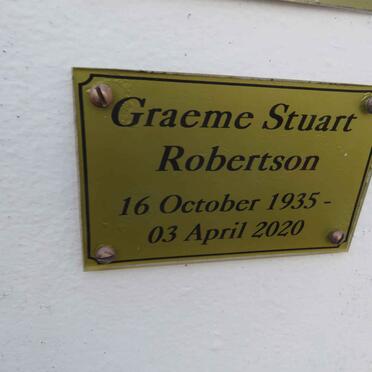 Graeme Stuart
Robertson
16 October 1935 -
03 April 2020